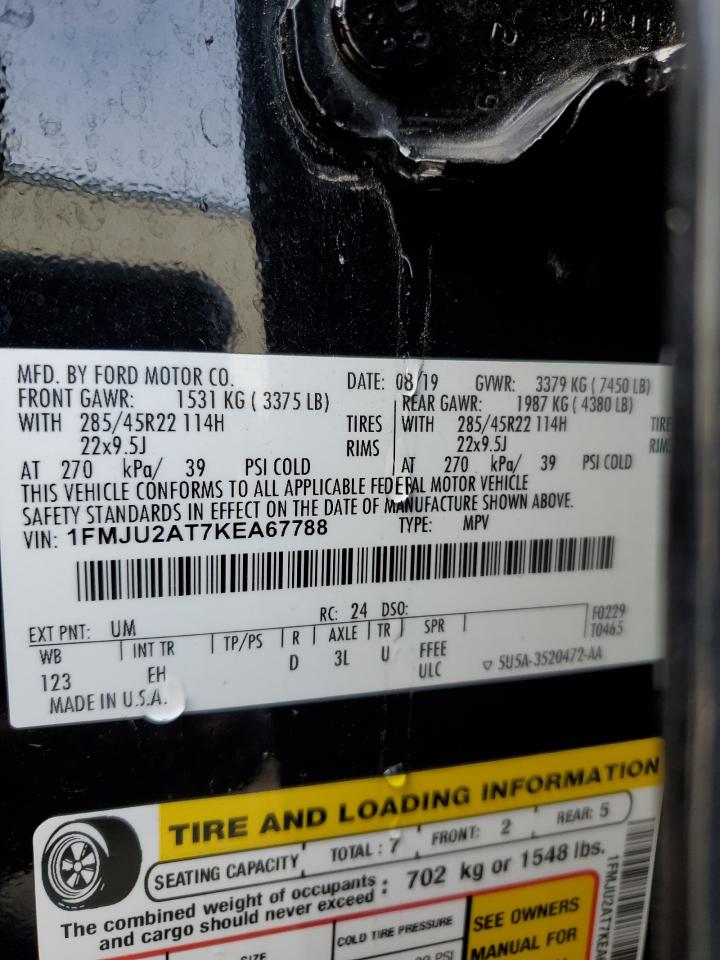 MFD. BY FORD MOTOR CO. DATE: 08/19 GVWR: 3379 KG ( 7450 LB)
FRONT GAWR: 1531 KG ( 3375 LB) REAR GAWR: 1987 KG ( 4380 LB)
WITH 285/45R22 114H TIRES WITH 285/45R22 114H TIRE
22x9.5J RIMS 22x9.5J RIMS
AT 270 kPa/ 39 PSI COLD AT 270 kPa/ 39 PSI COLD
THIS VEHICLE CONFORMS TO ALL APPLICABLE FEDERAL MOTOR VEHICLE
SAFETY STANDARDS IN EFFECT ON THE DATE OF MANUFACTURE SHOWN ABOVE.
VIN: 1FMJU2AT7KEA67788 TYPE: MPV
EXT PNT: UM RC: 24 DSO: F0229
WB INT TR TP/PS R AXLE TR SPR T0465
123 EH D 3L U FFEE
ULC ▽ 5U5A-3520472-AA
MADE IN U.S.A.
TIRE AND LOADING INFORMATION
SEATING CAPACITY TOTAL : 7 FRONT: 2 REAR: 5
The combined weight of occupants : 702 kg or 1548 lbs.
and cargo should never exceed
COLD TIRE PRESSURE
SEE OWNERS
MANUAL FOR
PSI
1FMJU2AT7KEA